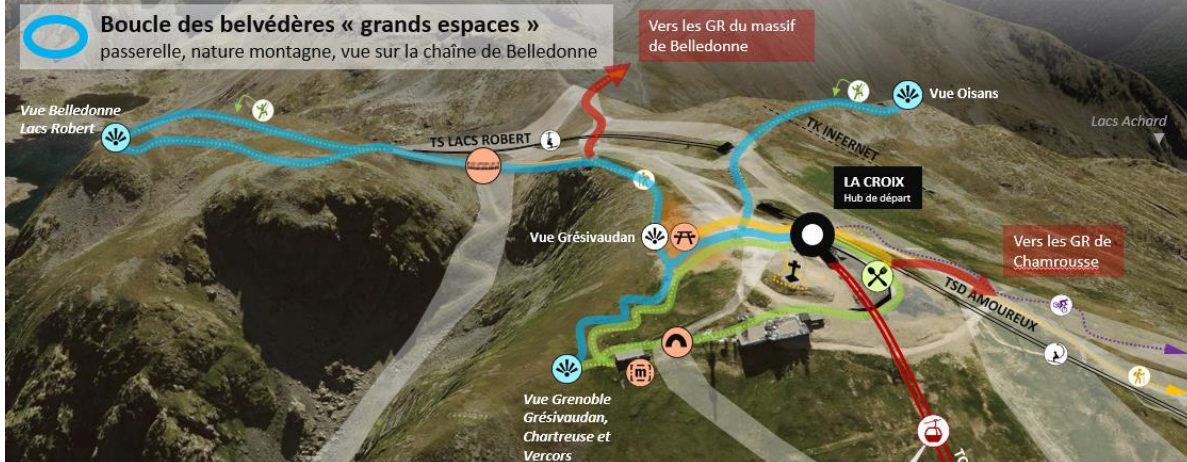 Boucle des belvédères « grands espaces »
passerelle, nature montagne, vue sur la chaîne de Belledonne
Vers les GR du massif
de Belledonne
Vue Belledonne
Lacs Robert
Vue Oisans
Lacs Achard
TS LACS ROBERT
TK INFERNET
LA CROIX
Hub de départ
Vue Grésivaudan
Vers les GR de
Chamrousse
TSD AMOUREUX
m
Vue Grenoble
Grésivaudan,
Chartreuse et
Vercors